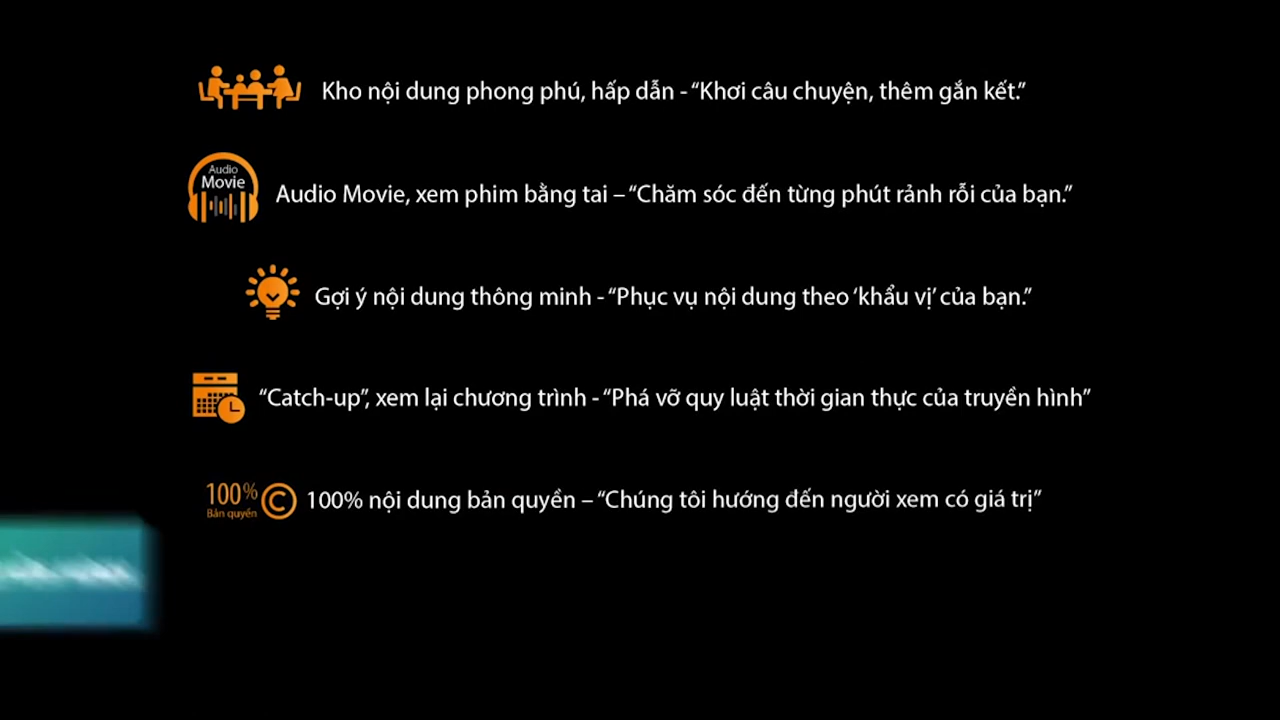 Kho nội dung phong phú, hấp dẫn - “Khơi câu chuyện, thêm gắn kết.”
Audio
Movie
Audio Movie, xem phim bằng tai – “Chăm sóc đến từng phút rảnh rỗi của bạn.”
Gợi ý nội dung thông minh - “Phục vụ nội dung theo ‘khẩu vị’ của bạn.”
“Catch-up”, xem lại chương trình - “Phá vỡ quy luật thời gian thực của truyền hình”
100%
Bản quyền
©
100% nội dung bản quyền – “Chúng tôi hướng đến người xem có giá trị”